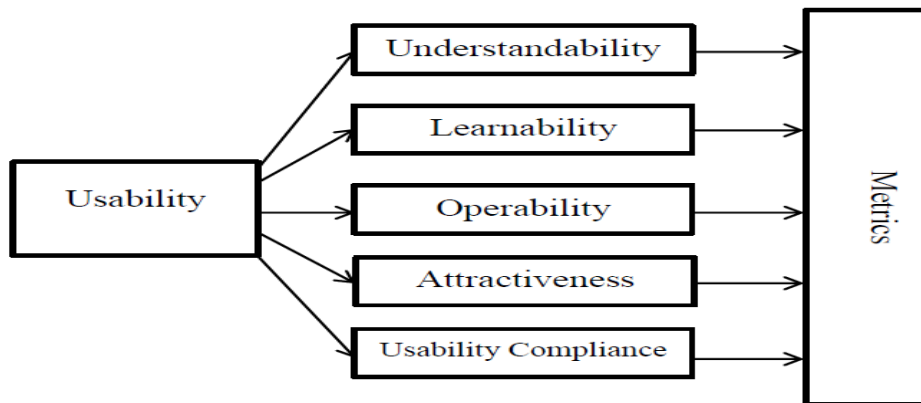 Usability
Understandability
Learnability
Operability
Attractiveness
Usability Compliance
Metrics